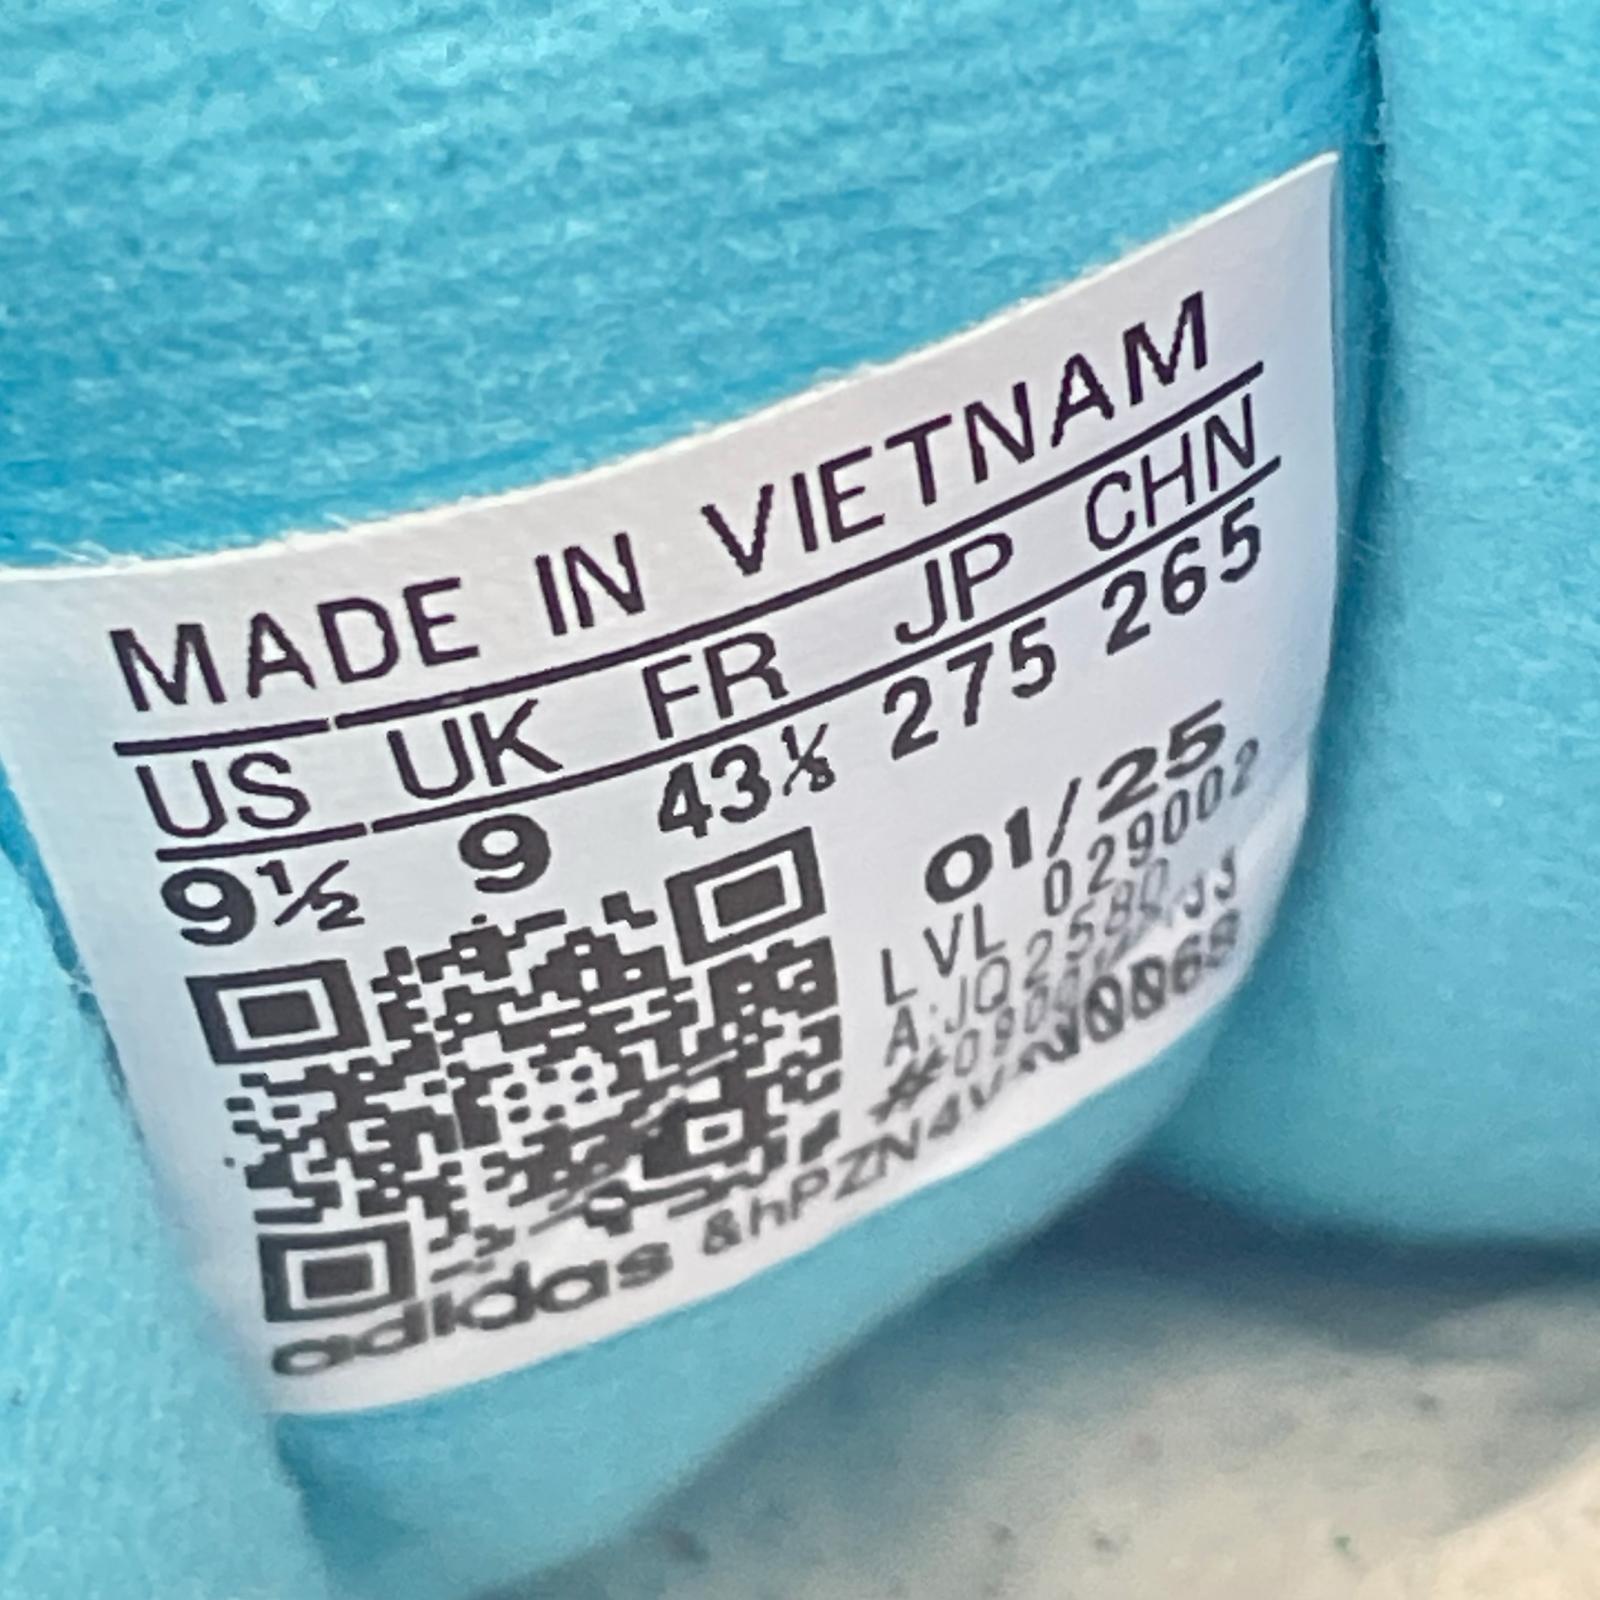 MADE IN VIETNAM
US UK FR JP CHN
9½ 9 43⅓ 275 265
01/25
LVL 029002
adidas